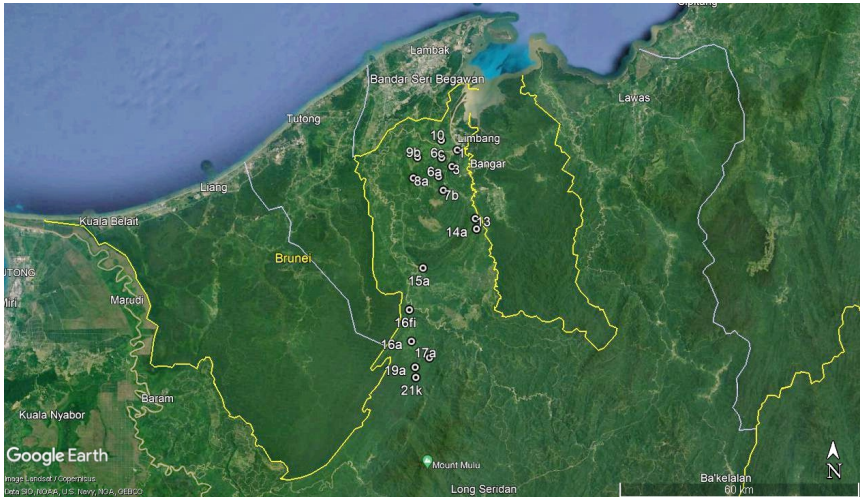 Sipitang
Lambak
Bandar Seri Begawan
Lawas
Tutong
10
Limbang
9b
6c
1
Bangar
6a
3
8a
7b
Liang
Kuala Belait
13
14a
Brunei
15a
UTONG
Miri
Marudi
16fi
16a
17a
19a
21k
Baram
Kuala Nyabor
Google Earth
Mount Mulu
N
Image Landsat / Copernicus
Data SIO, NOAA, U.S. Navy, NGA, GEBCO
Long Seridan
Ba'kelalan
60 km